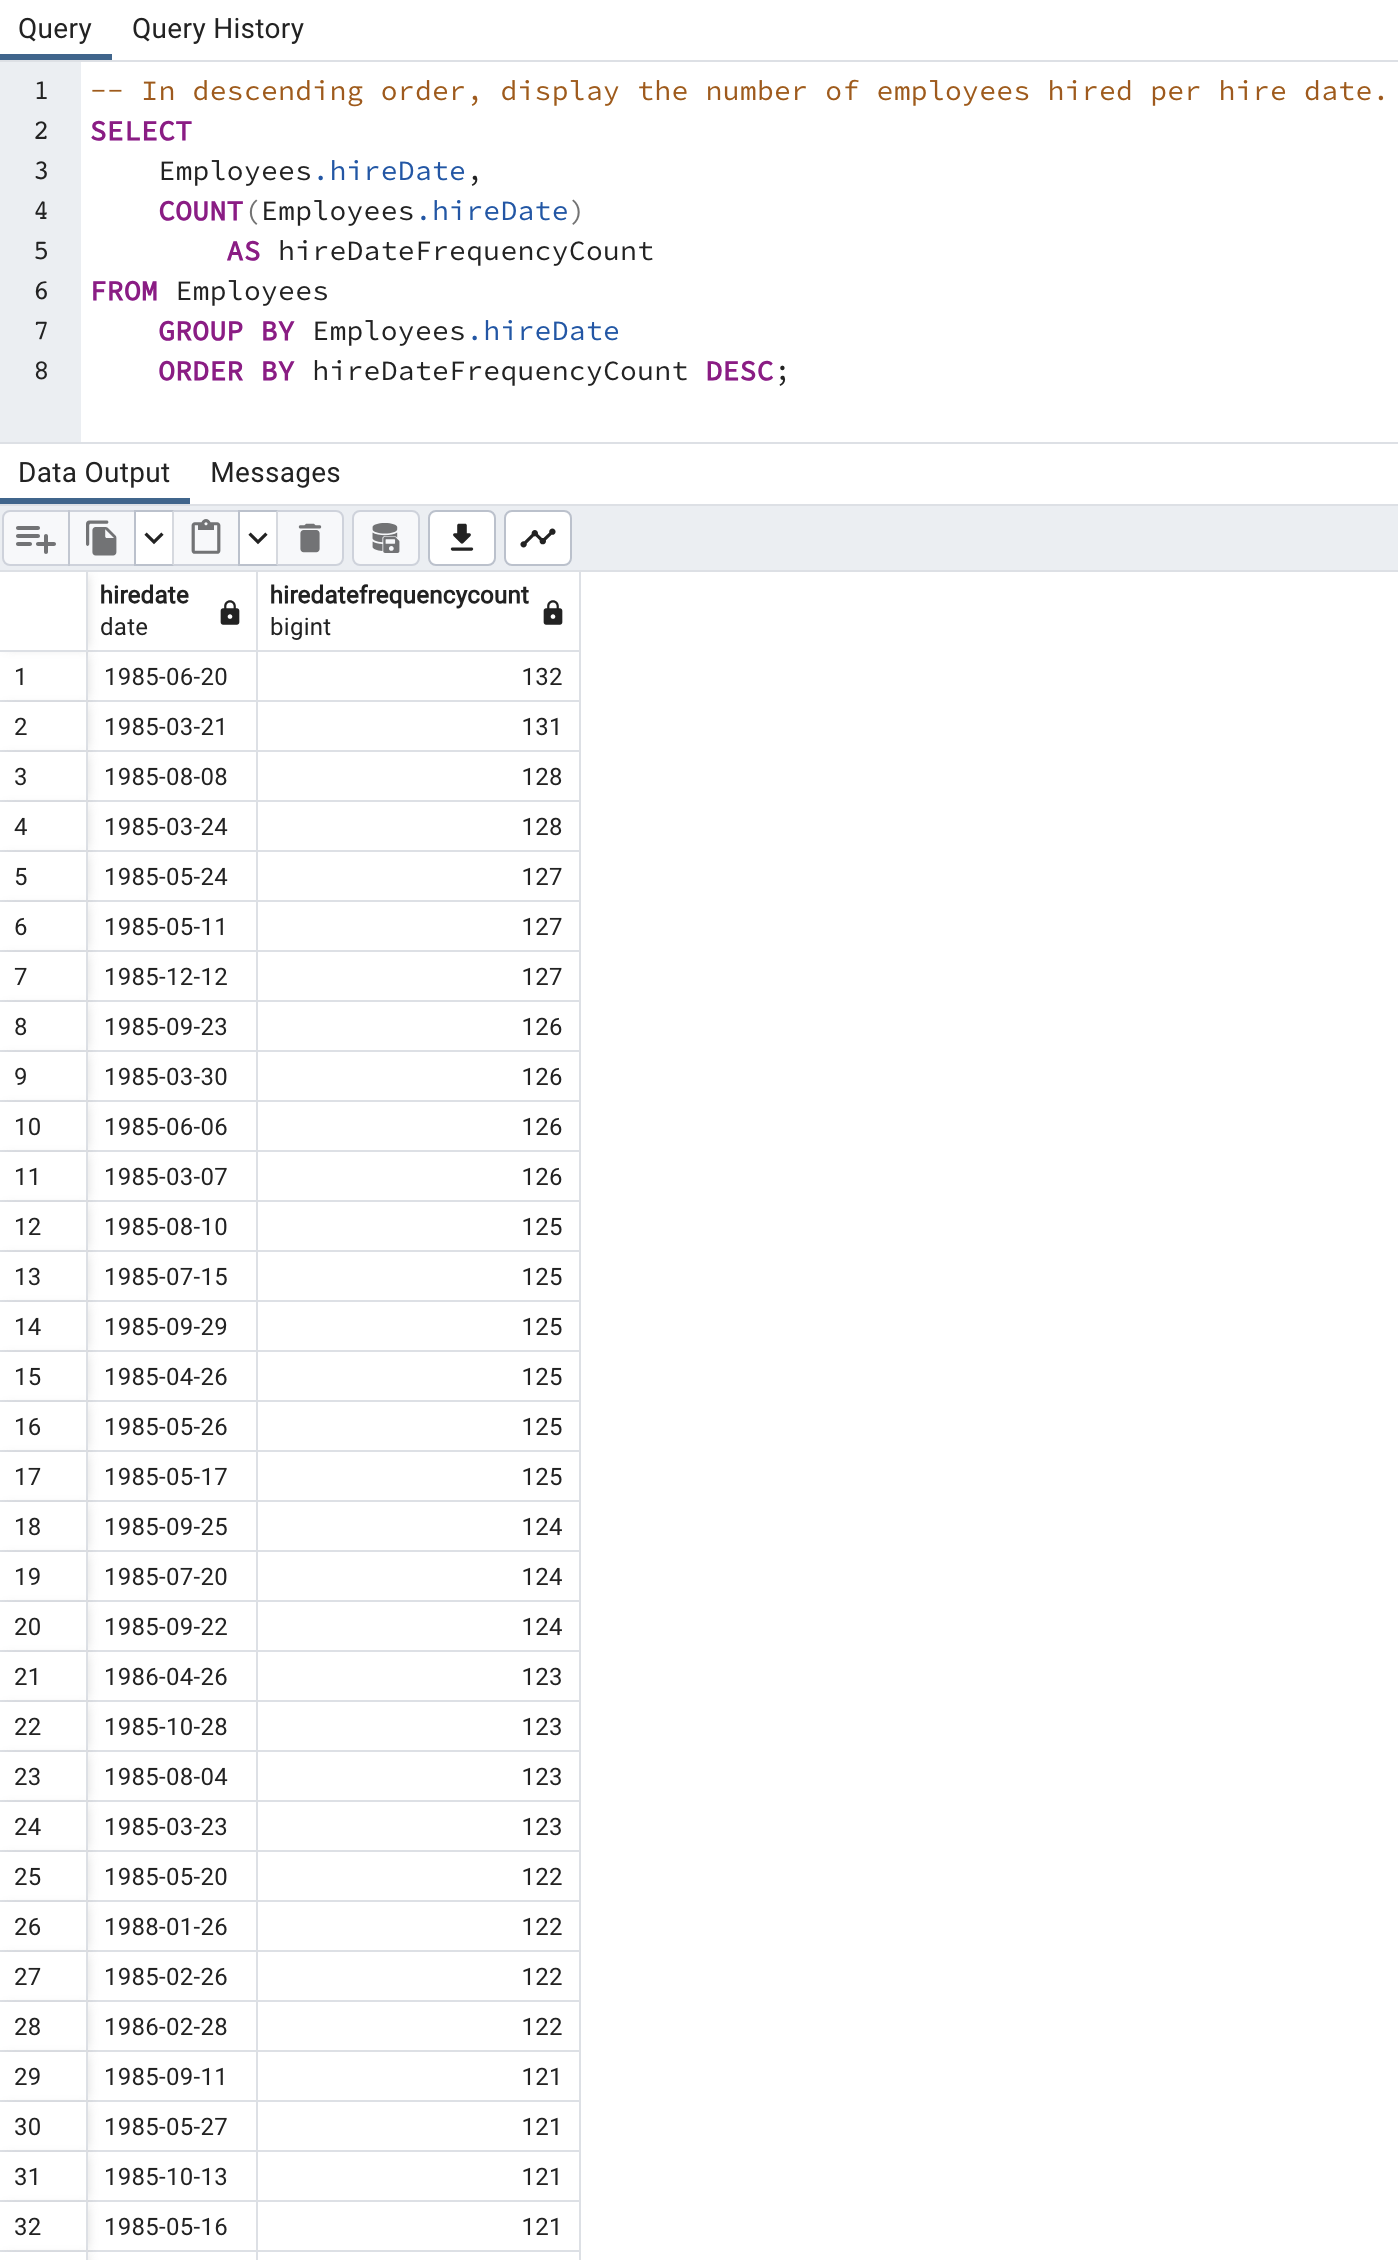 Query Query History
1 -- In descending order, display the number of employees hired per hire date.
2 SELECT
3 Employees.hireDate,
4 COUNT(Employees.hireDate)
5 AS hireDateFrequencyCount
6 FROM Employees
7 GROUP BY Employees.hireDate
8 ORDER BY hireDateFrequencyCount DESC;
Data Output Messages
hiredate hiredatefrequencycount
date bigint
1 1985-06-20 132
2 1985-03-21 131
3 1985-08-08 128
4 1985-03-24 128
5 1985-05-24 127
6 1985-05-11 127
7 1985-12-12 127
8 1985-09-23 126
9 1985-03-30 126
10 1985-06-06 126
11 1985-03-07 126
12 1985-08-10 125
13 1985-07-15 125
14 1985-09-29 125
15 1985-04-26 125
16 1985-05-26 125
17 1985-05-17 125
18 1985-09-25 124
19 1985-07-20 124
20 1985-09-22 124
21 1986-04-26 123
22 1985-10-28 123
23 1985-08-04 123
24 1985-03-23 123
25 1985-05-20 122
26 1988-01-26 122
27 1985-02-26 122
28 1986-02-28 122
29 1985-09-11 121
30 1985-05-27 121
31 1985-10-13 121
32 1985-05-16 121